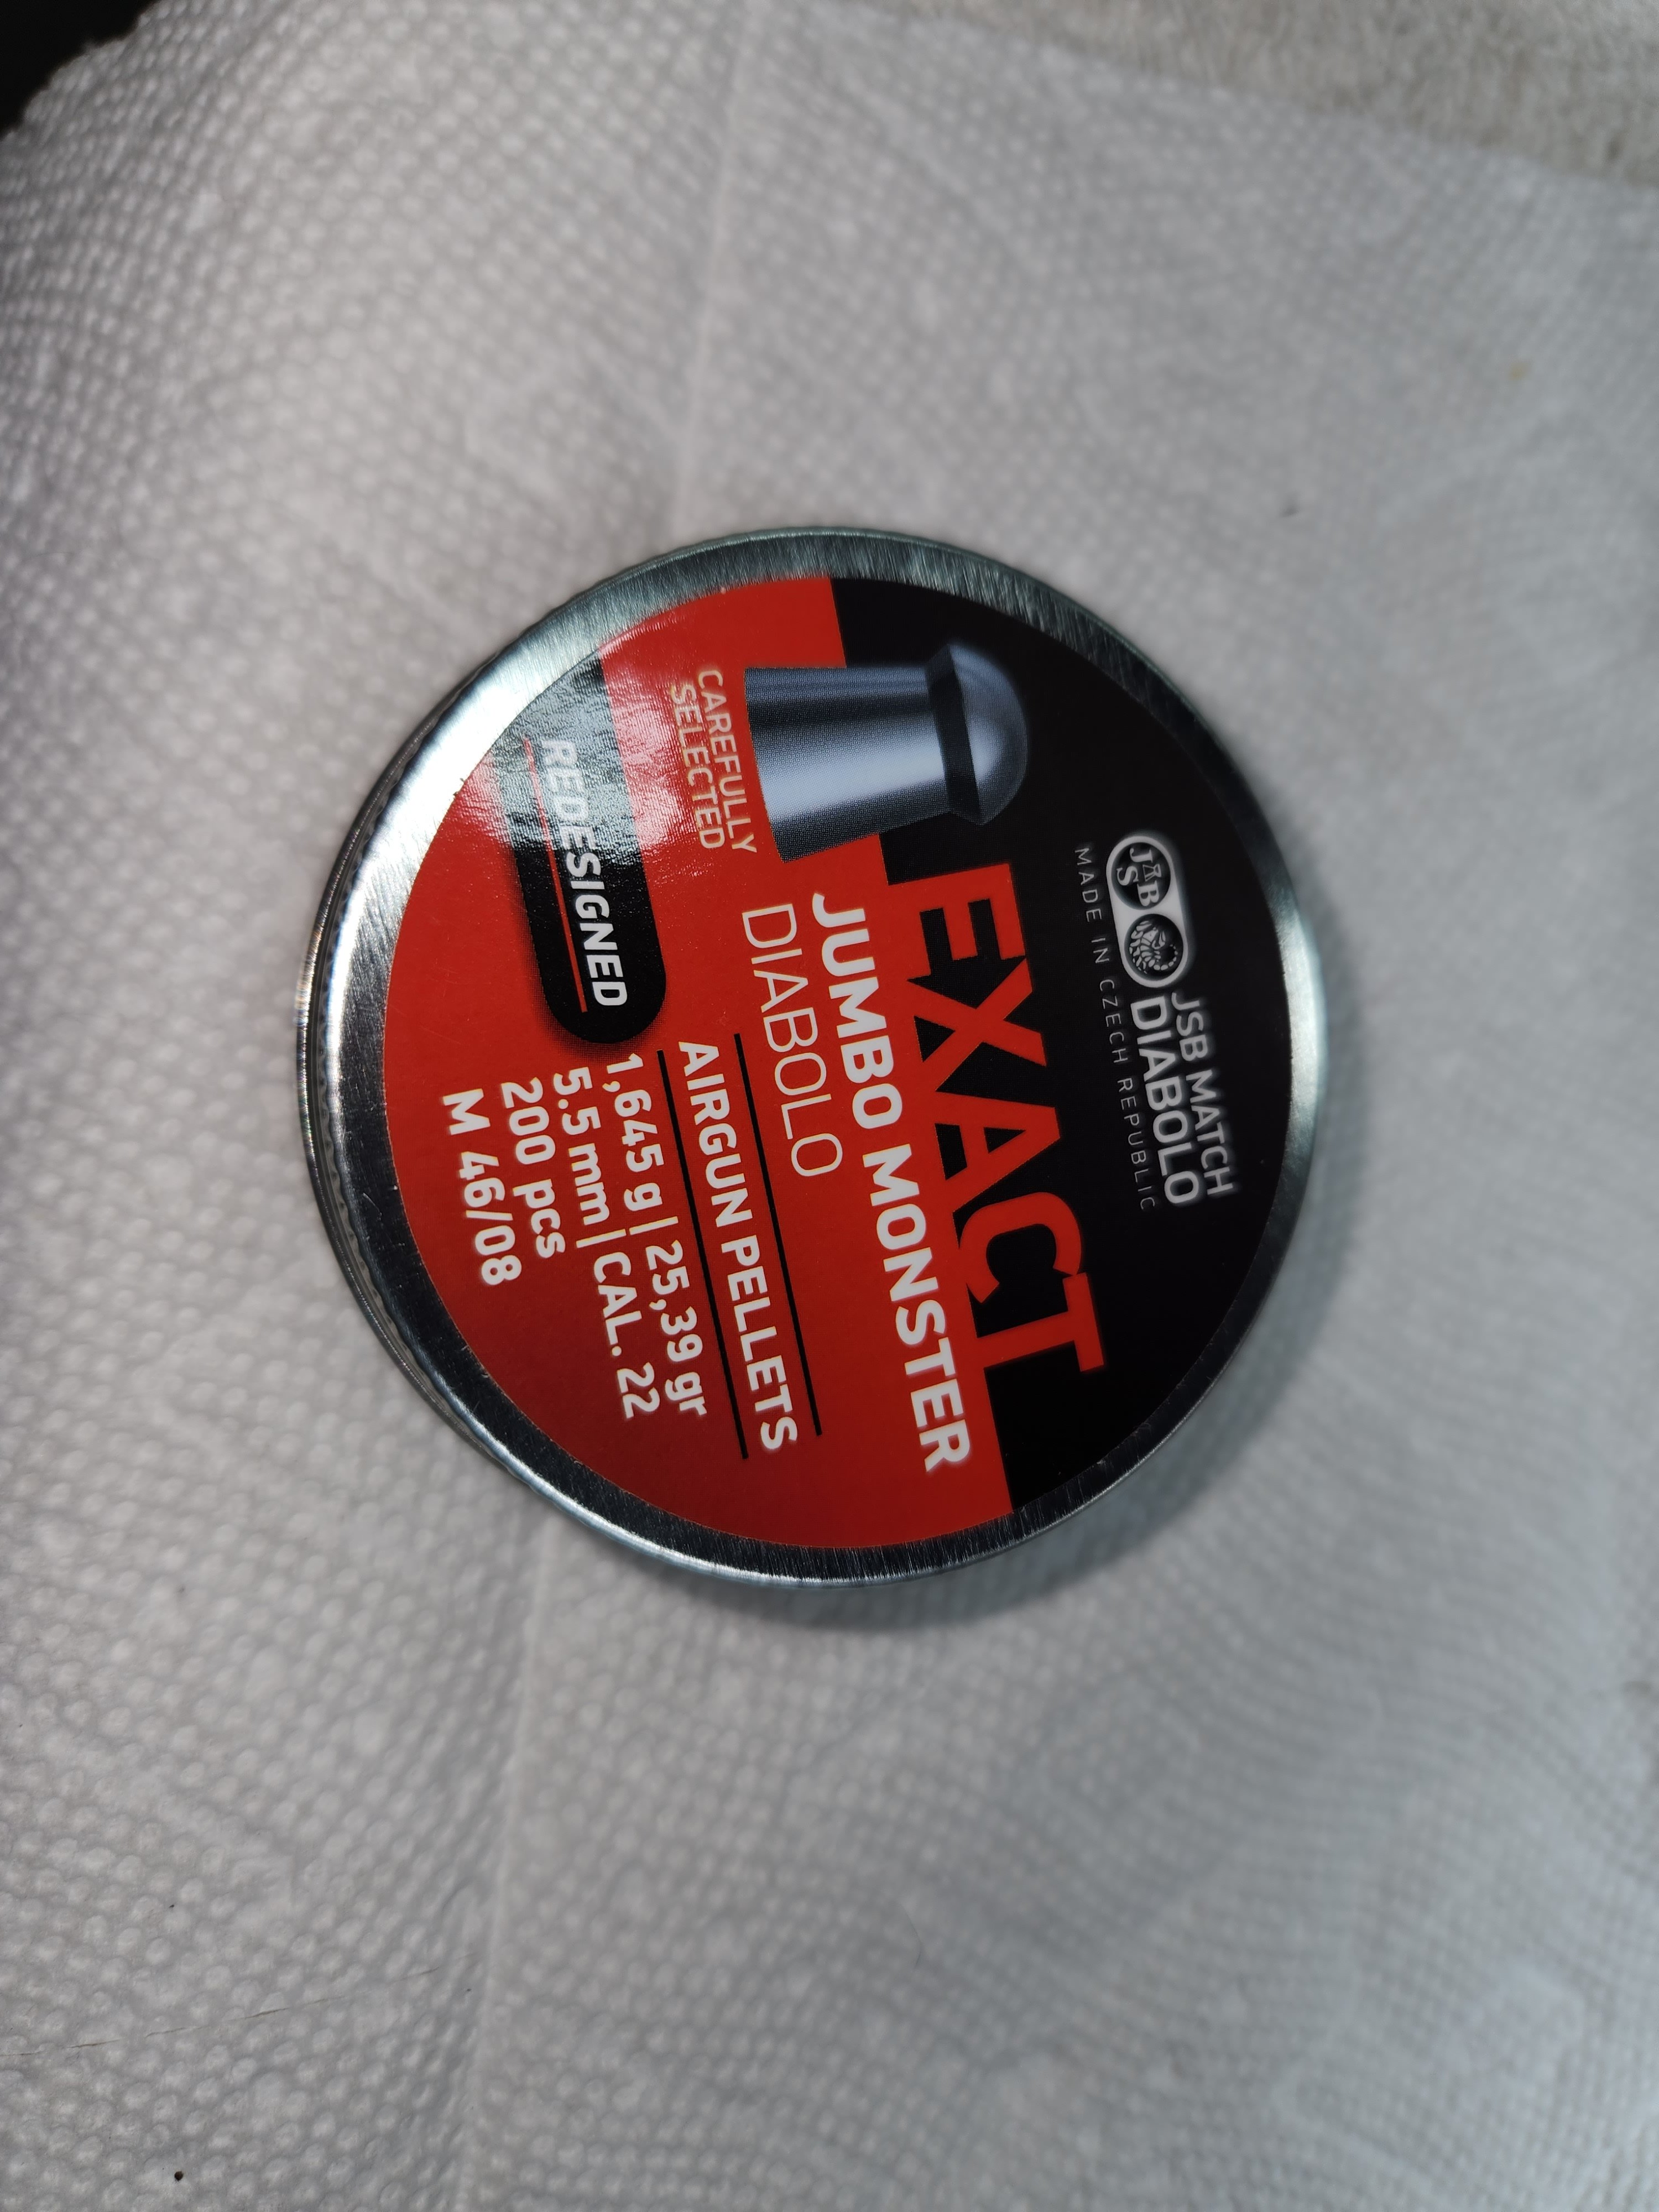 JSB
JSB MATCH
DIABOLO
MADE IN CZECH REPUBLIC
EXACT
JUMBO MONSTER
DIABOLO
CAREFULLY
SELECTED
AIRGUN PELLETS
REDESIGNED
1,645 g | 25,39 gr
5.5 mm | CAL. 22
200 pcs
M 46/08